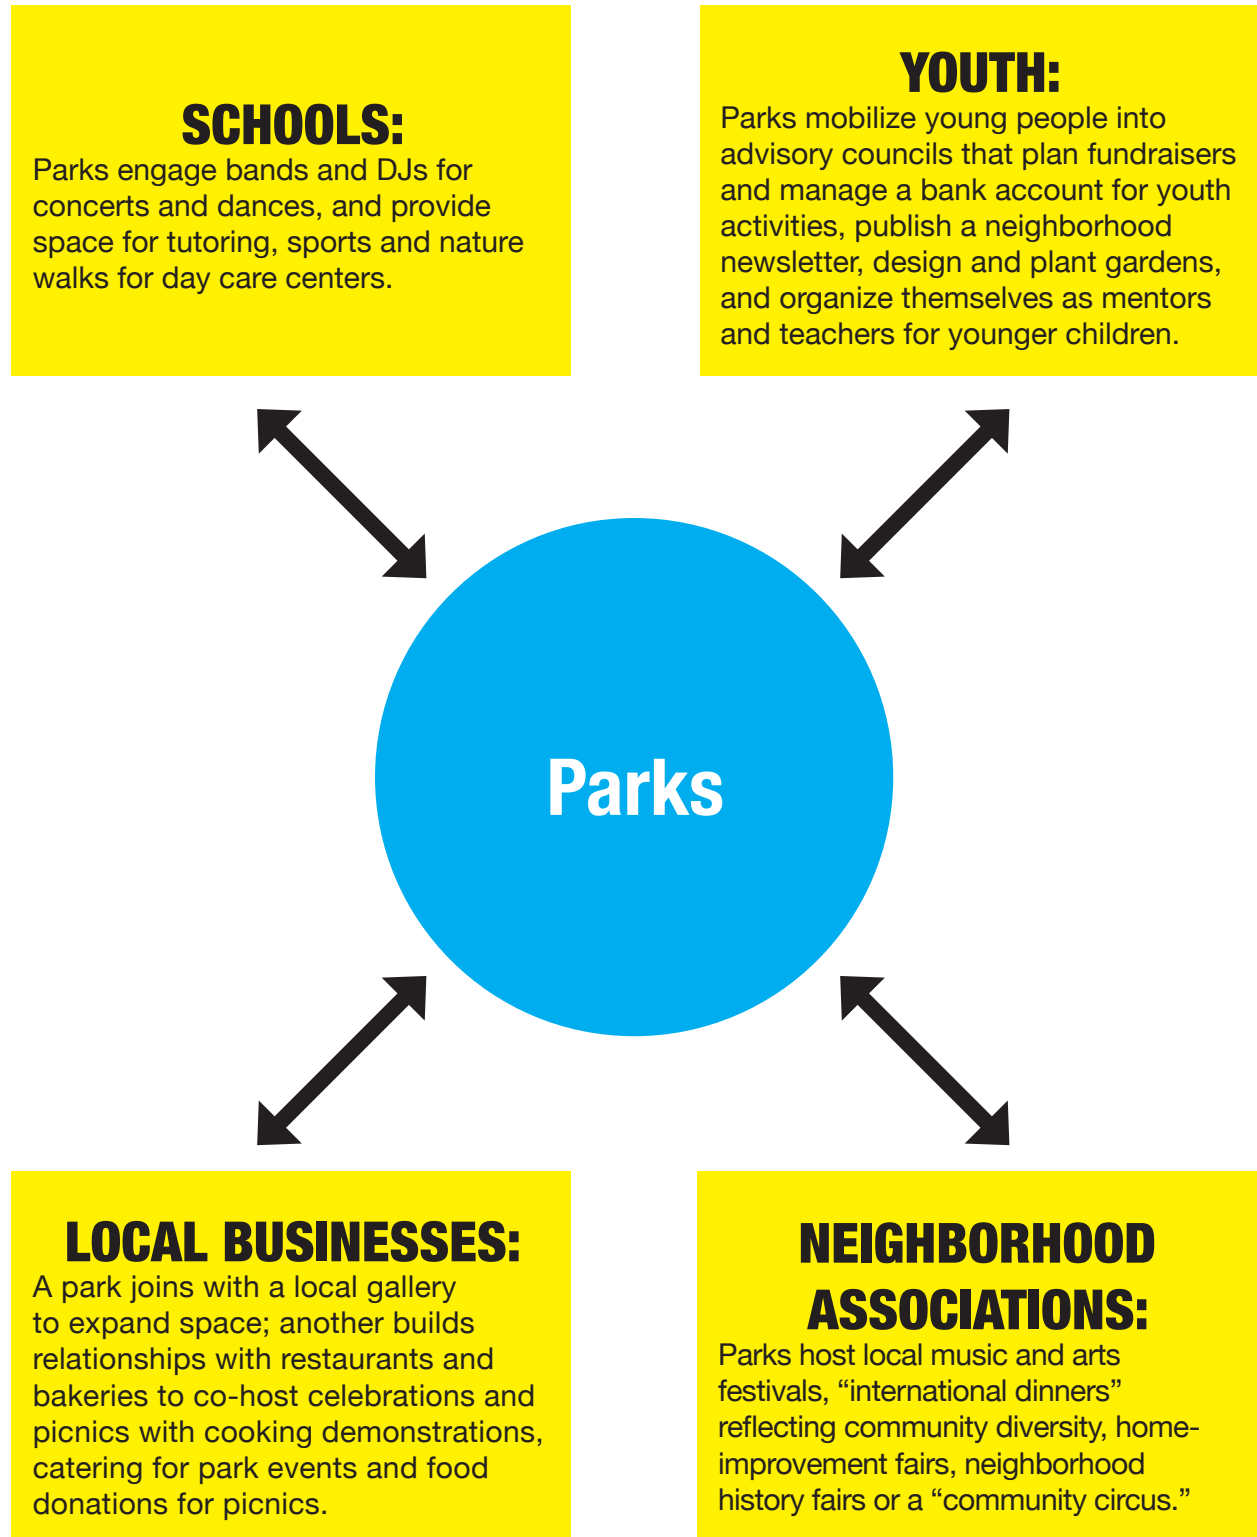 SCHOOLS:
Parks engage bands and DJs for
concerts and dances, and provide
space for tutoring, sports and nature
walks for day care centers.
YOUTH:
Parks mobilize young people into
advisory councils that plan fundraisers
and manage a bank account for youth
activities, publish a neighborhood
newsletter, design and plant gardens,
and organize themselves as mentors
and teachers for younger children.
Parks
LOCAL BUSINESSES:
A park joins with a local gallery
to expand space; another builds
relationships with restaurants and
bakeries to co-host celebrations and
picnics with cooking demonstrations,
catering for park events and food
donations for picnics.
NEIGHBORHOOD
ASSOCIATIONS:
Parks host local music and arts
festivals, “international dinners”
reflecting community diversity, home-
improvement fairs, neighborhood
history fairs or a “community circus.”